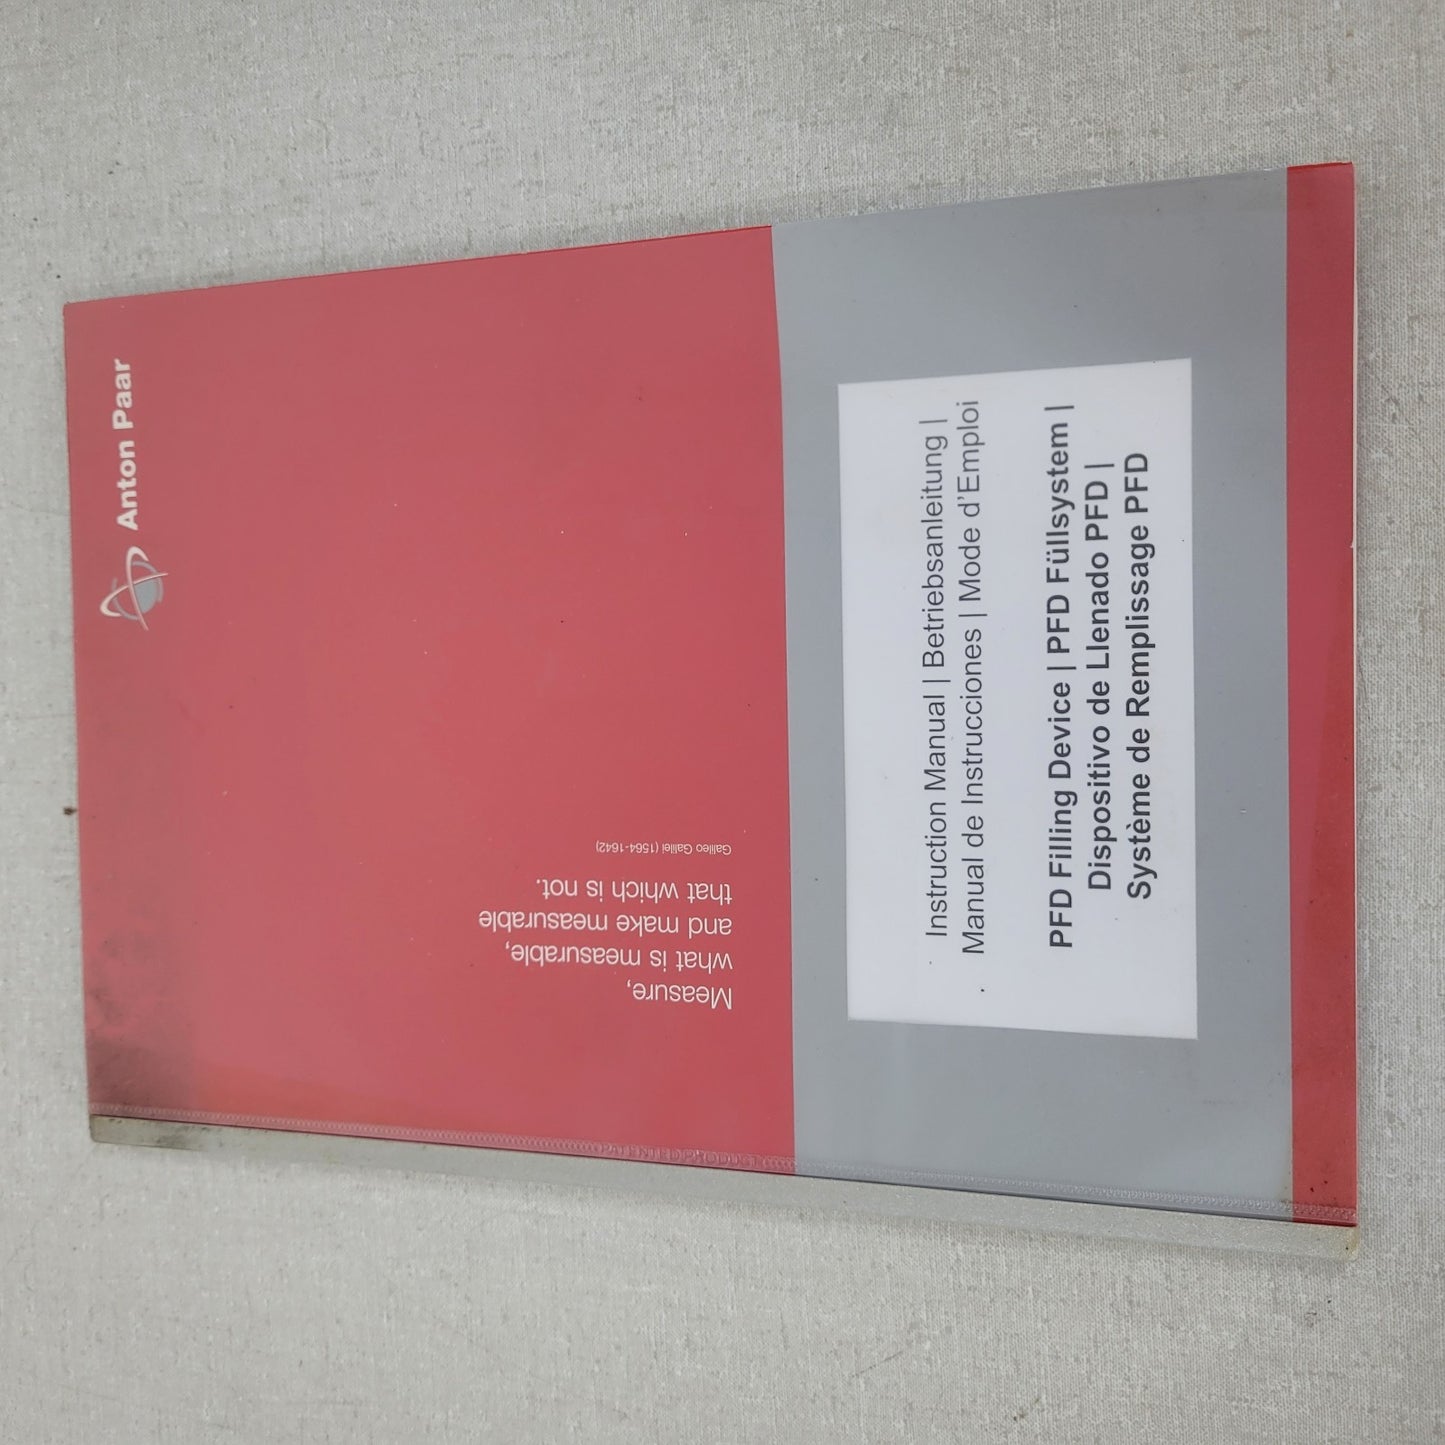 Anton Paar
Measure,
what is measurable,
and make measurable
that which is not.
Galileo Galilei (1564-1642)
Instruction Manual | Betriebsanleitung |
Manual de Instrucciones | Mode d'Emploi
PFD Filling Device | PFD Füllsystem |
Dispositivo de Llenado PFD |
Système de Remplissage PFD
PATENTED PRODUCT